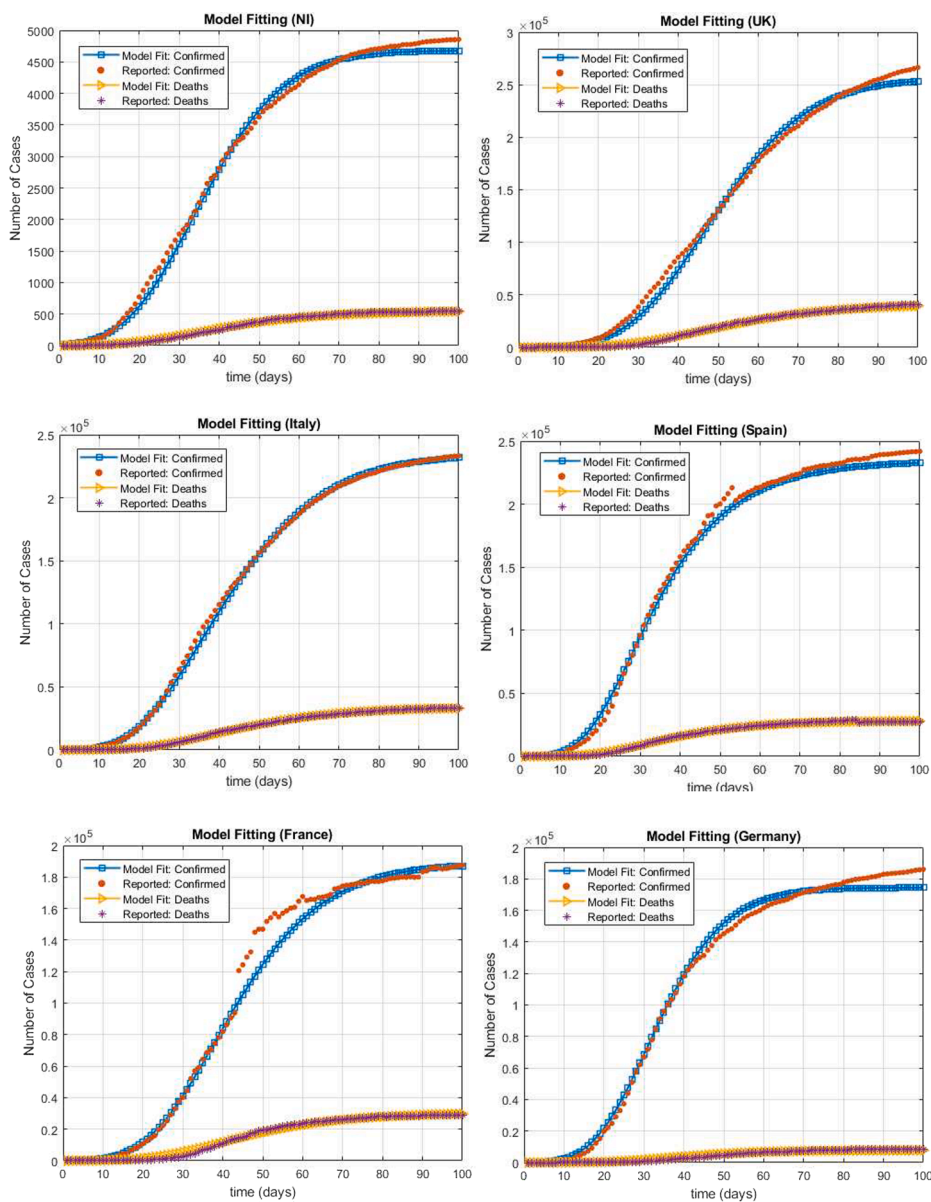 Model Fitting (NI)
5000
4500
4000
3500
3000
2500
2000
1500
1000
500
0
Number of Cases
Model Fit: Confirmed
Reported: Confirmed
Model Fit: Deaths
Reported: Deaths
0 10 20 30 40 50 60 70 80 90 100
time (days)
Model Fitting (UK)
×10^5
3
2.5
2
1.5
1
0.5
0
Number of Cases
Model Fit: Confirmed
Reported: Confirmed
Model Fit: Deaths
Reported: Deaths
0 10 20 30 40 50 60 70 80 90 100
time (days)
Model Fitting (Italy)
×10^5
2.5
2
1.5
1
0.5
0
Number of Cases
Model Fit: Confirmed
Reported: Confirmed
Model Fit: Deaths
Reported: Deaths
0 10 20 30 40 50 60 70 80 90 100
time (days)
Model Fitting (Spain)
×10^5
2.5
2
1.5
1
0.5
0
Number of Cases
Model Fit: Confirmed
Reported: Confirmed
Model Fit: Deaths
Reported: Deaths
0 10 20 30 40 50 60 70 80 90 100
time (days)
Model Fitting (France)
×10^5
2
1.8
1.6
1.4
1.2
1
0.8
0.6
0.4
0.2
0
Number of Cases
Model Fit: Confirmed
Reported: Confirmed
Model Fit: Deaths
Reported: Deaths
0 10 20 30 40 50 60 70 80 90 100
time (days)
Model Fitting (Germany)
×10^5
2
1.8
1.6
1.4
1.2
1
0.8
0.6
0.4
0.2
0
Number of Cases
Model Fit: Confirmed
Reported: Confirmed
Model Fit: Deaths
Reported: Deaths
0 10 20 30 40 50 60 70 80 90 100
time (days)